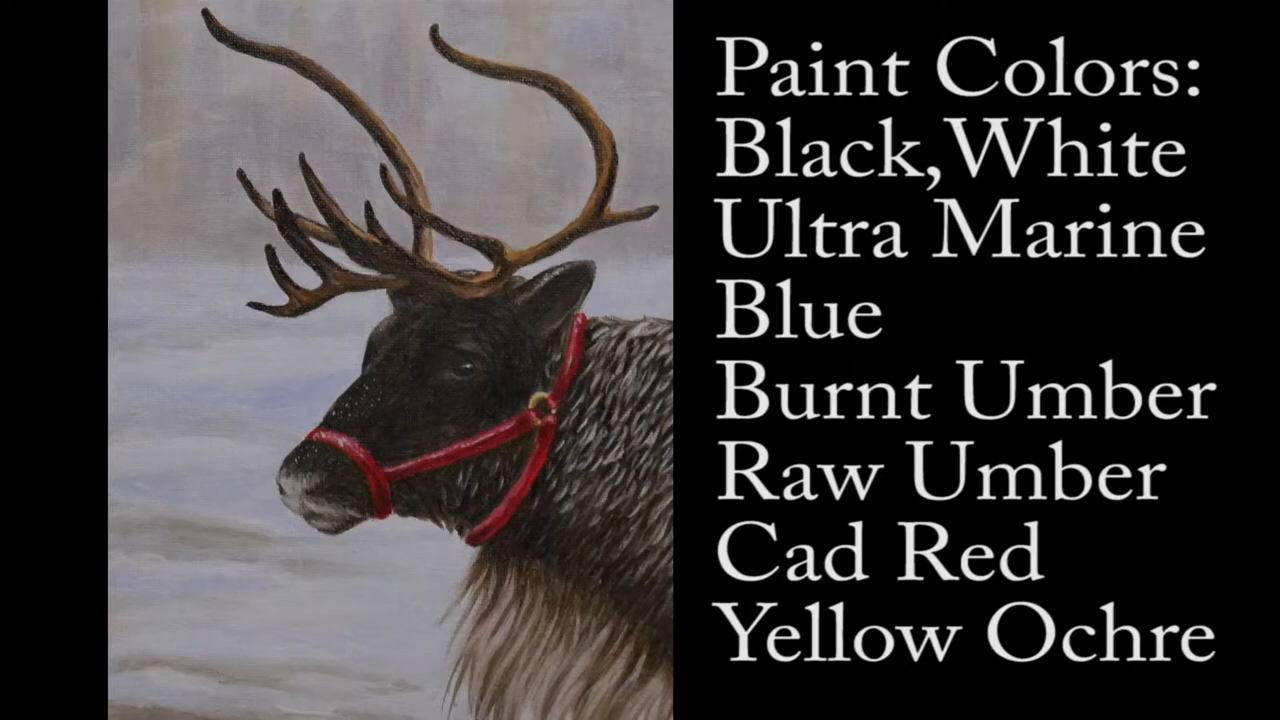 Paint Colors:
Black,White
Ultra Marine
Blue
Burnt Umber
Raw Umber
Cad Red
Yellow Ochre